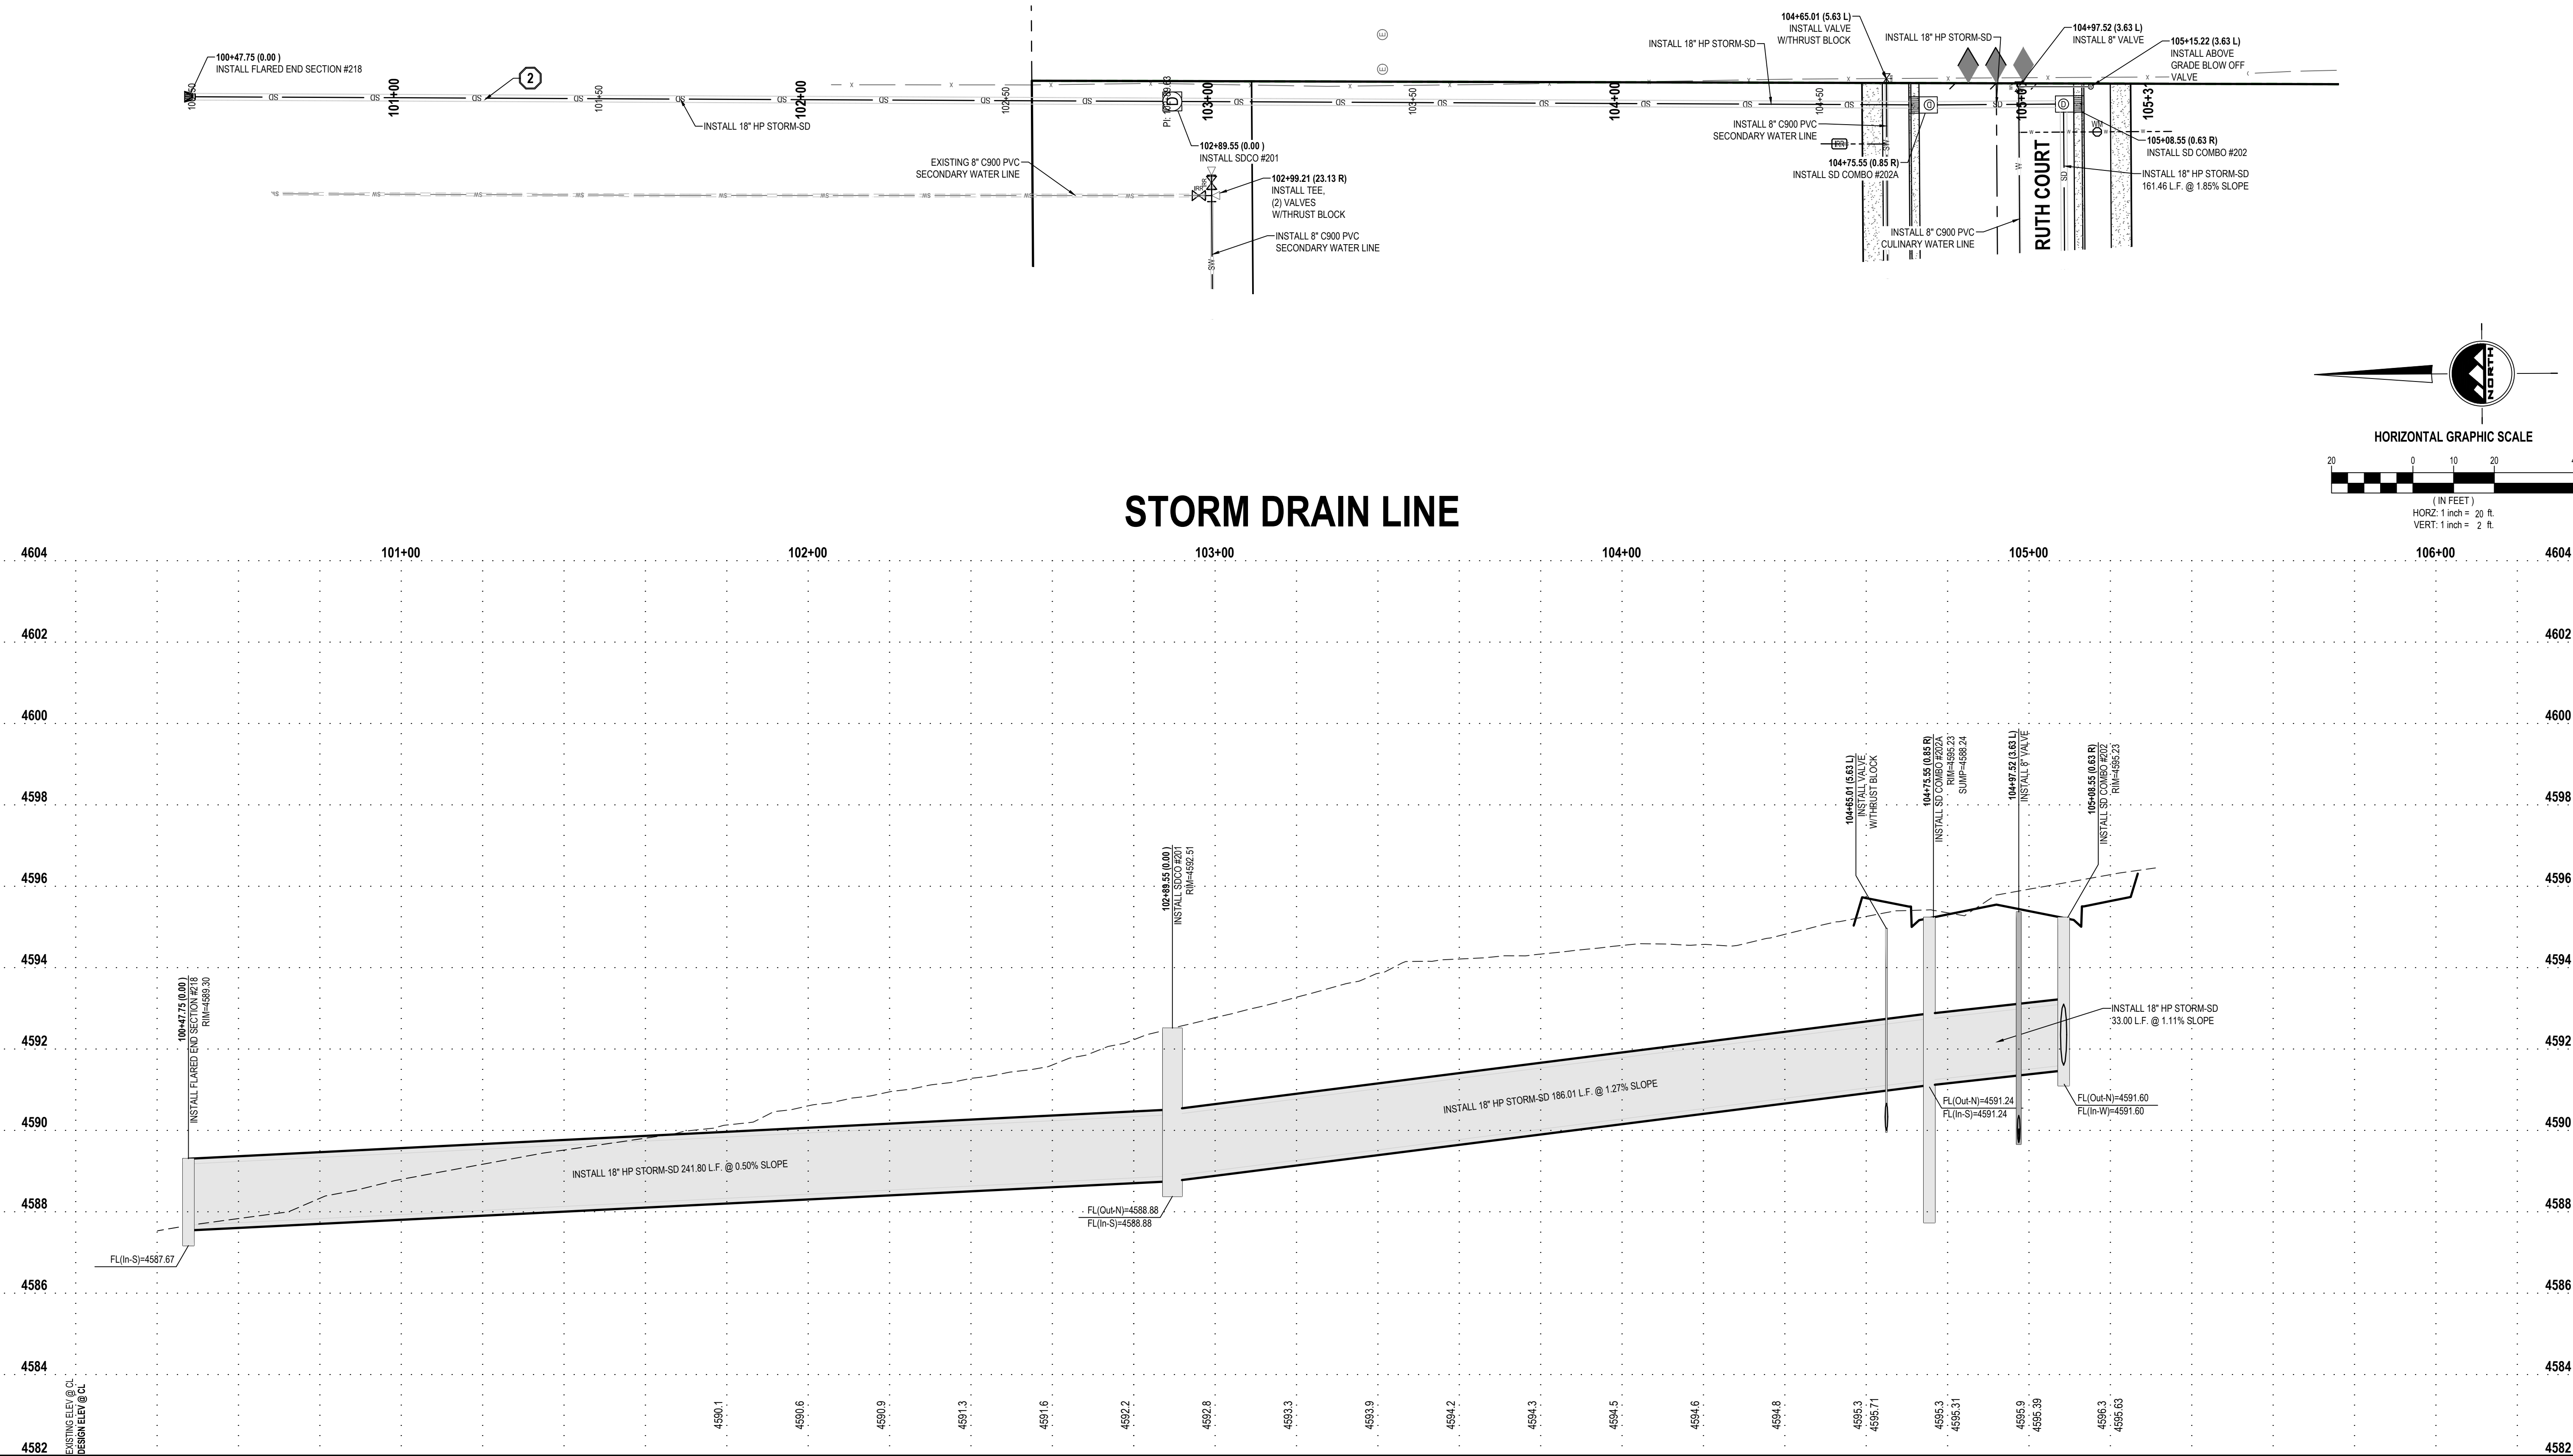 100+47.75 (0.00 )
INSTALL FLARED END SECTION #218
2
INSTALL 18" HP STORM-SD
101+00
101+50
102+00
102+50
103+00
103+50
104+00
104+50
EXISTING 8" C900 PVC
SECONDARY WATER LINE
102+89.55 (0.00 )
INSTALL SDCO #201
102+99.21 (23.13 R)
INSTALL TEE,
(2) VALVES
W/THRUST BLOCK
INSTALL 8" C900 PVC
SECONDARY WATER LINE
INSTALL 18" HP STORM-SD
104+65.01 (5.63 L)
INSTALL VALVE
W/THRUST BLOCK
INSTALL 18" HP STORM-SD
104+97.52 (3.63 L)
INSTALL 8" VALVE
105+15.22 (3.63 L)
INSTALL ABOVE
GRADE BLOW OFF
VALVE
INSTALL 8" C900 PVC
SECONDARY WATER LINE
104+75.55 (0.85 R)
INSTALL SD COMBO #202A
INSTALL 8" C900 PVC
CULINARY WATER LINE
RUTH COURT
WM
105+08.55 (0.63 R)
INSTALL SD COMBO #202
INSTALL 18" HP STORM-SD
161.46 L.F. @ 1.85% SLOPE
NORTH
HORIZONTAL GRAPHIC SCALE
20 0 10 20
( IN FEET )
HORZ: 1 inch = 20 ft.
VERT: 1 inch = 2 ft.
STORM DRAIN LINE
101+00 102+00 103+00 104+00 105+00 106+00
4604 4604
4602 4602
4600 4600
4598 4598
4596 4596
4594 4594
4592 4592
4590 4590
4588 4588
4586 4586
4584 4584
4582 4582
100+47.75 (0.00 )
INSTALL FLARED END SECTION #218
RIM=4589.30
FL(In-S)=4587.67
INSTALL 18" HP STORM-SD 241.80 L.F. @ 0.50% SLOPE
102+89.55 (0.00 )
INSTALL SDCO #201
RIM=4592.51
FL(Out-N)=4588.88
FL(In-S)=4588.88
INSTALL 18" HP STORM-SD 186.01 L.F. @ 1.27% SLOPE
104+65.01 (5.63 L)
INSTALL VALVE
W/THRUST BLOCK
104+75.55 (0.85 R)
INSTALL SD COMBO #202A
RIM=4595.23
SUMP=4588.24
104+97.52 (3.63 L)
INSTALL 8" VALVE
105+08.55 (0.63 R)
INSTALL SD COMBO #202
RIM=4595.23
INSTALL 18" HP STORM-SD
33.00 L.F. @ 1.11% SLOPE
FL(Out-N)=4591.24
FL(In-S)=4591.24
FL(Out-N)=4591.60
FL(In-W)=4591.60
EXISTING ELEV @ CL
DESIGN ELEV @ CL
4590.1
4590.6
4590.9
4591.3
4591.6
4592.2
4592.8
4593.3
4593.9
4594.2
4594.3
4594.5
4594.6
4594.8
4595.3
4595.71
4595.3
4595.31
4595.9
4595.39
4596.3
4595.63